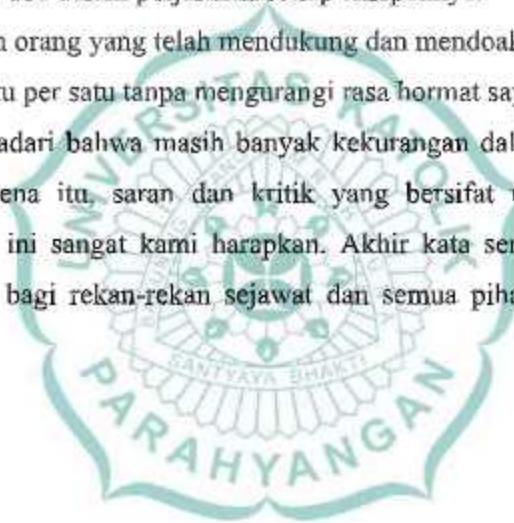 orang yang telah mendukung dan mendoak
tu per satu tanpa mengurangi rasa hormat say
adari bahwa masih banyak kekurangan dal
ena itu, saran dan kritik yang bersifat
ini sangat kami harapkan. Akhir kata se
bagi rekan-rekan sejawat dan semua piha
UNIVERSITAS KATOLIK
SANTYAYA BHAKTI
PARAHYANGAN